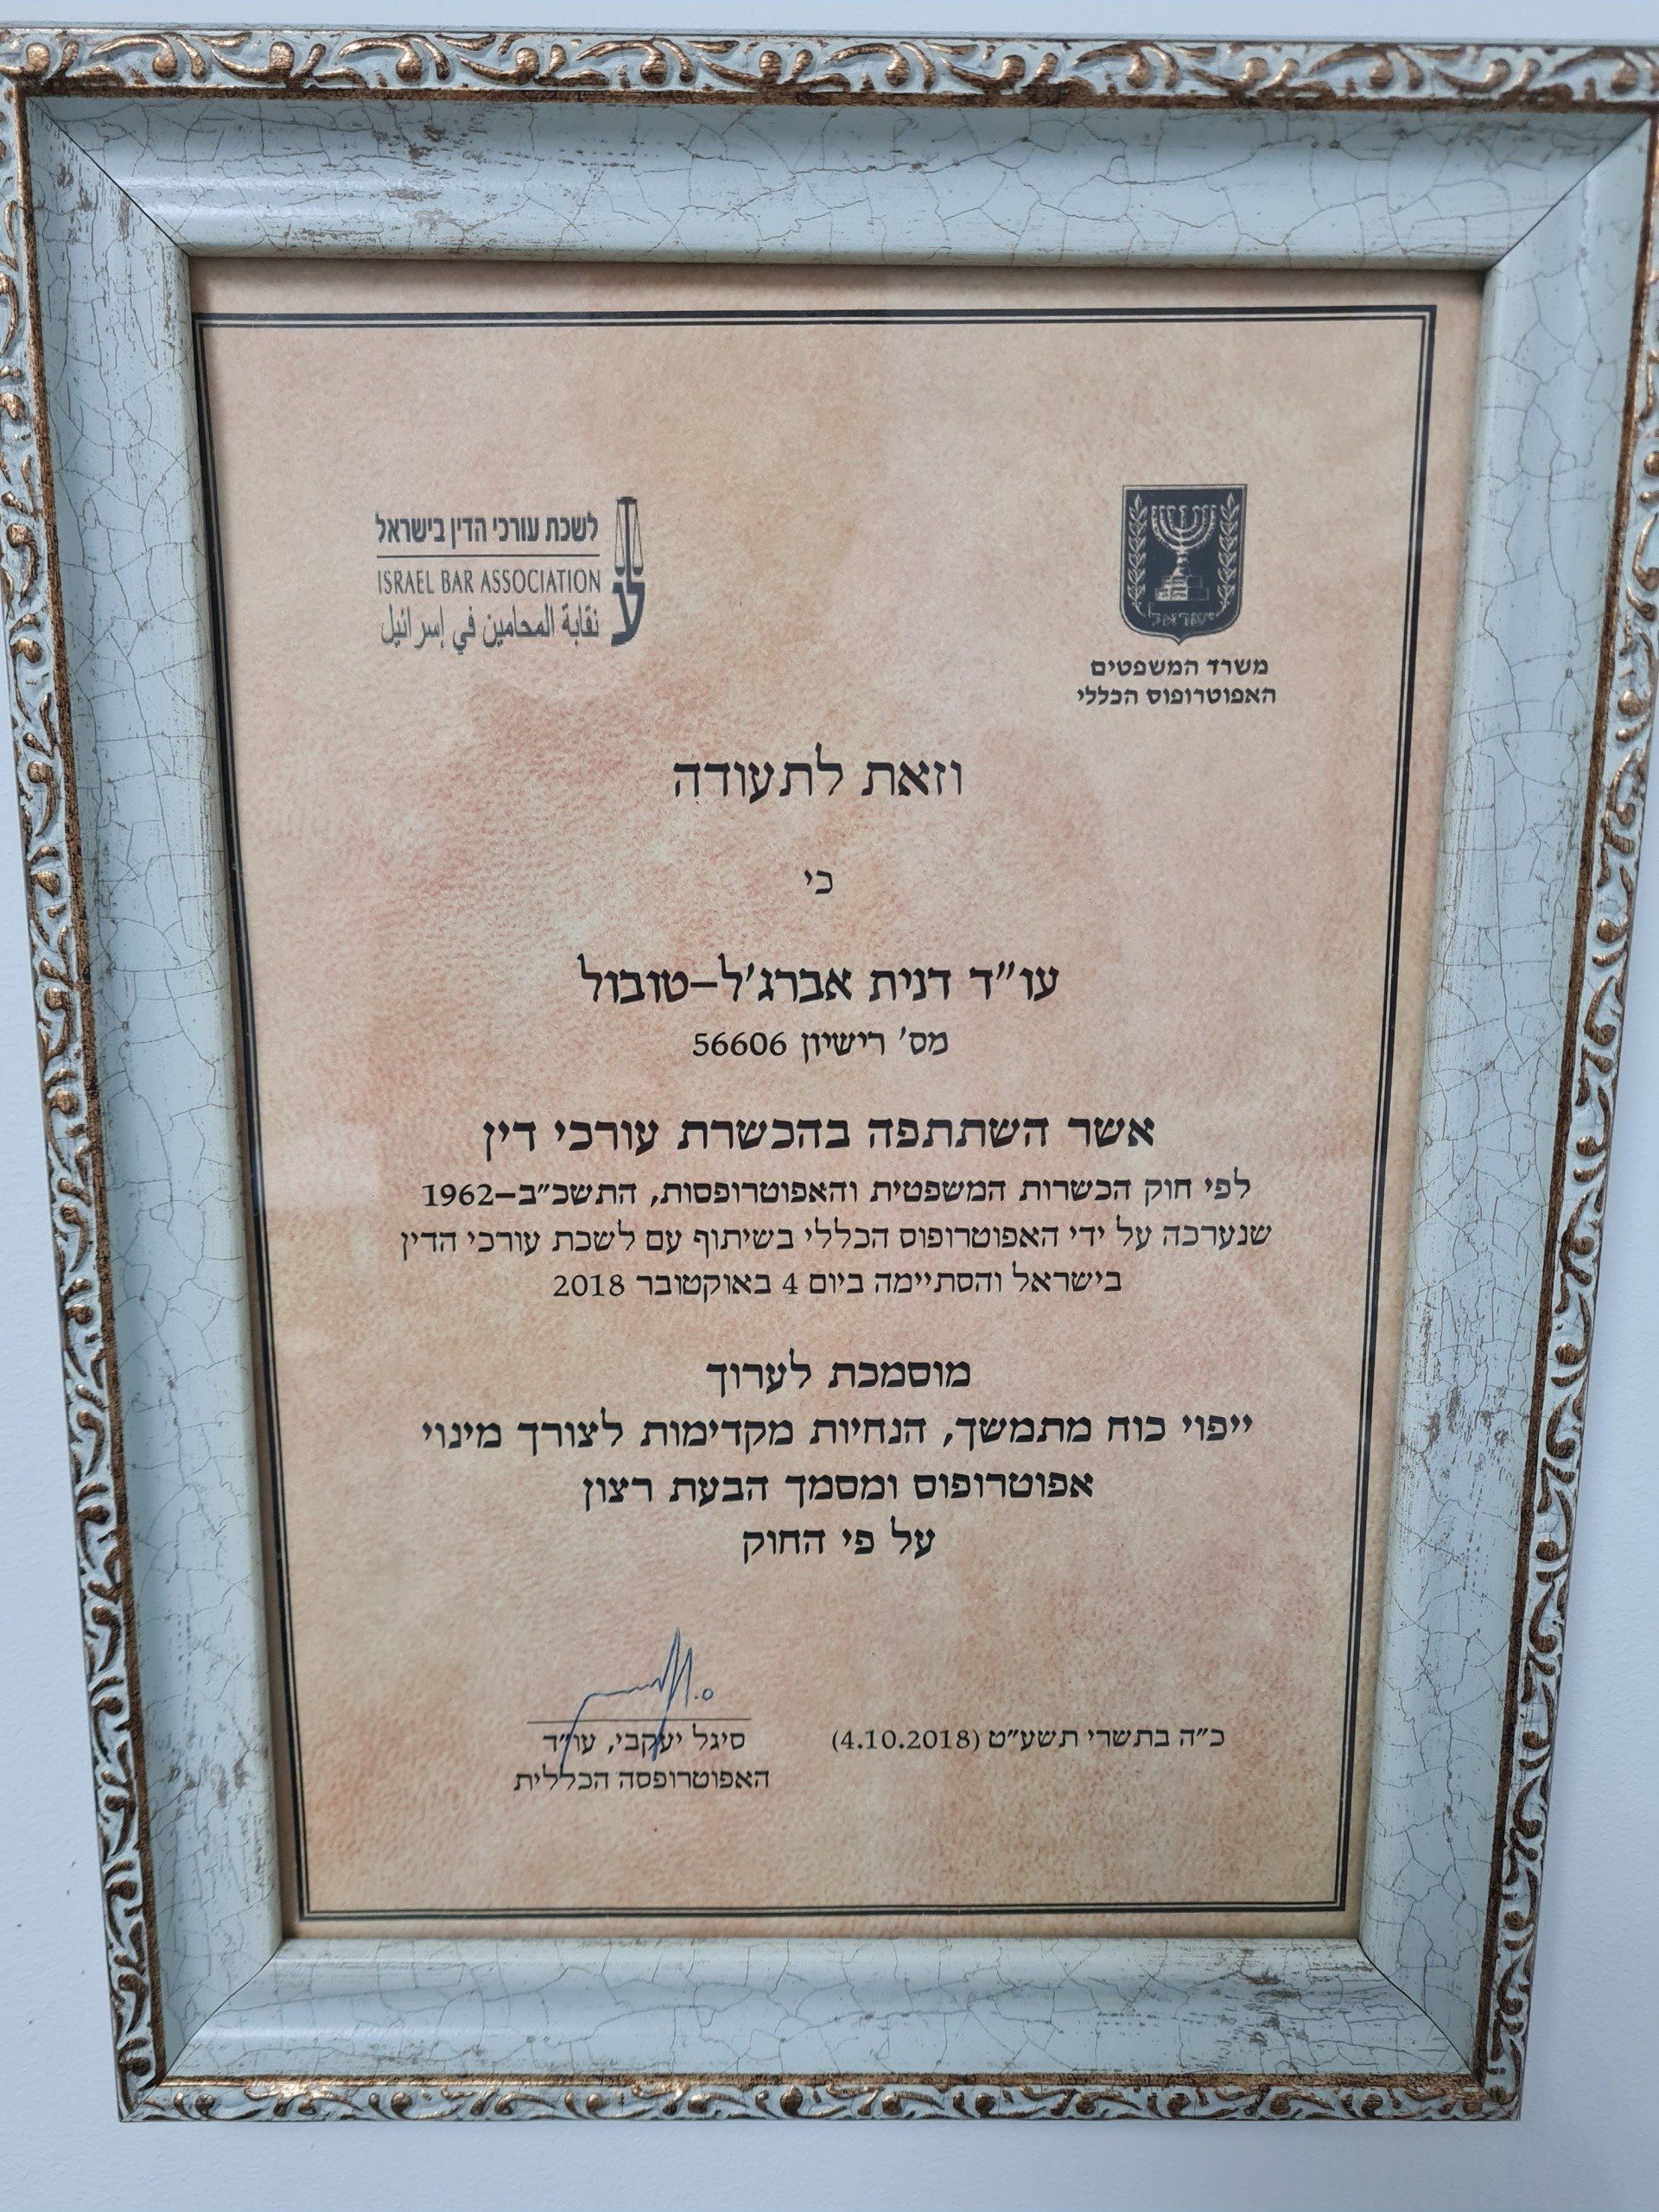 לשכת עורכי הדין בישראל
ISRAEL BAR ASSOCIATION
نقابة المحامين في إسرائيل
ישראל
משרד המשפטים
האפוטרופוס הכללי
וזאת לתעודה
כי
עו"ד דנית אברג'ל–טובול
מס' רישיון 56606
אשר השתתפה בהכשרת עורכי דין
לפי חוק הכשרות המשפטית והאפוטרופסות, התשכ"ב–1962
שנערכה על ידי האפוטרופוס הכללי בשיתוף עם לשכת עורכי הדין
בישראל והסתיימה ביום 4 באוקטובר 2018
מוסמכת לערוך
ייפוי כוח מתמשך, הנחיות מקדימות לצורך מינוי
אפוטרופוס ומסמך הבעת רצון
על פי החוק
כ"ה בתשרי תשע"ט (4.10.2018)
סיגל יעקבי, עו"ד
האפוטרופסה הכללית